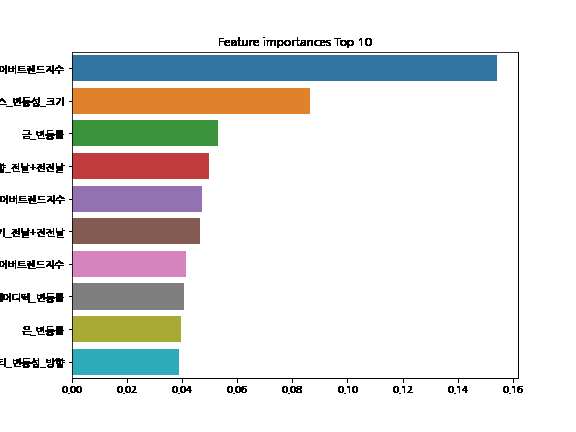 Feature importances Top 10
이버트렌드지수
스_변동성_크기
금_변동률
향_전날+전전날
이버트렌드지수
기_전날+전전날
이버트렌드지수
에디텍_변동률
은_변동률
티_변동성_방향
0.00 0.02 0.04 0.06 0.08 0.10 0.12 0.14 0.16